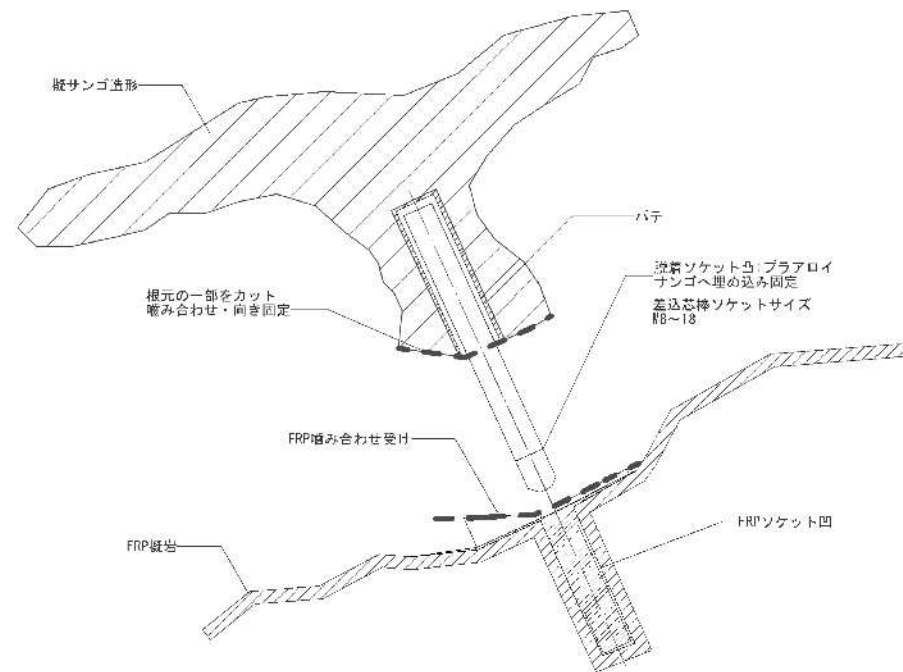 擬サンゴ造形
パテ
脱着ソケット凸:プラアロイ
サンゴへ埋め込み固定
差込芯棒ソケットサイズ
M8～18
根元の一部をカット
噛み合わせ・向き固定
FRP噛み合わせ受け
FRPソケット凹
FRP擬岩